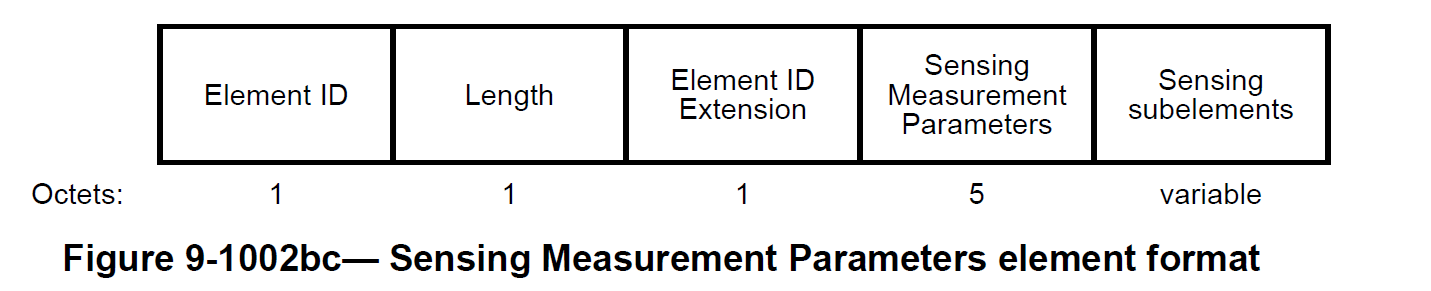 Element ID
Length
Element ID
Extension
Sensing
Measurement
Parameters
Sensing
subelements
Octets: 1 1 1 5 variable
Figure 9-1002bc— Sensing Measurement Parameters element format